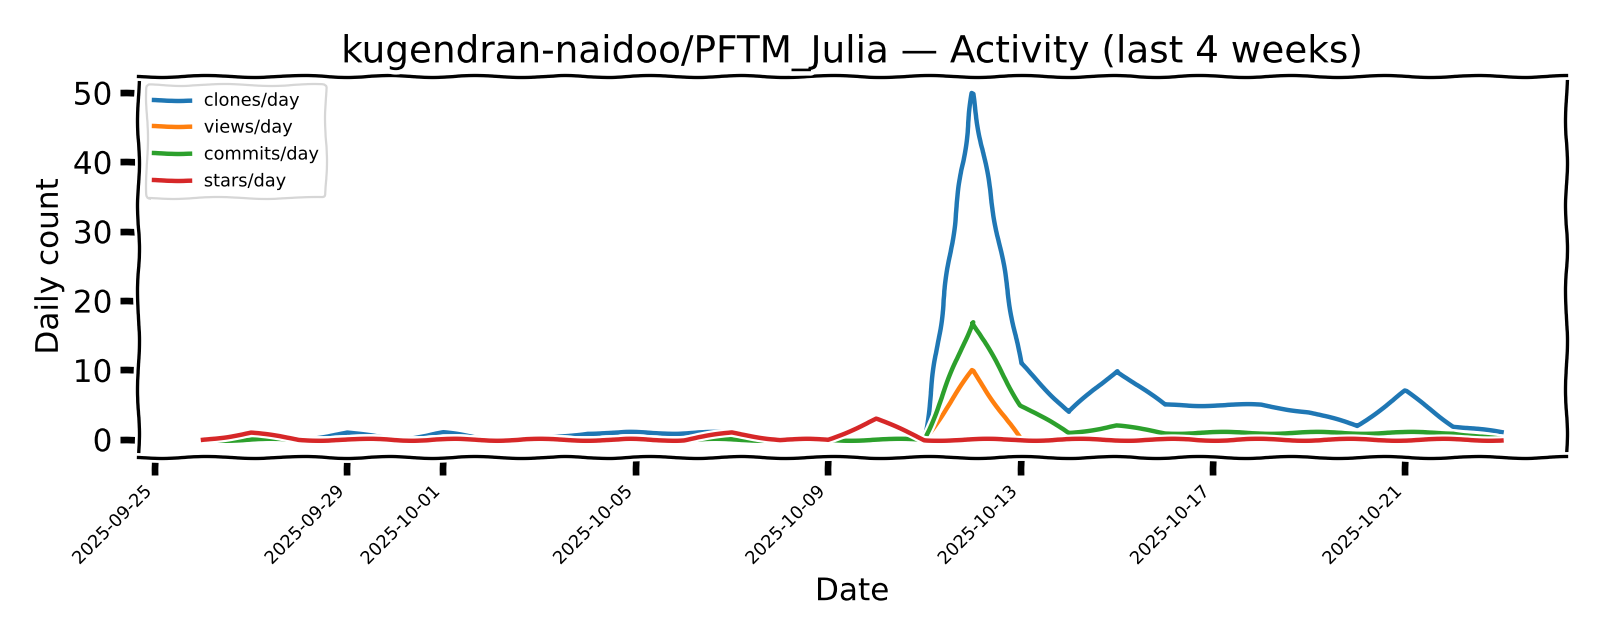 kugendran-naidoo/PFTM_Julia — Activity (last 4 weeks)
50
40
30
20
10
0
Daily count
clones/day
views/day
commits/day
stars/day
2025-09-25
2025-09-29
2025-10-01
2025-10-05
2025-10-09
2025-10-13
2025-10-17
2025-10-21
Date